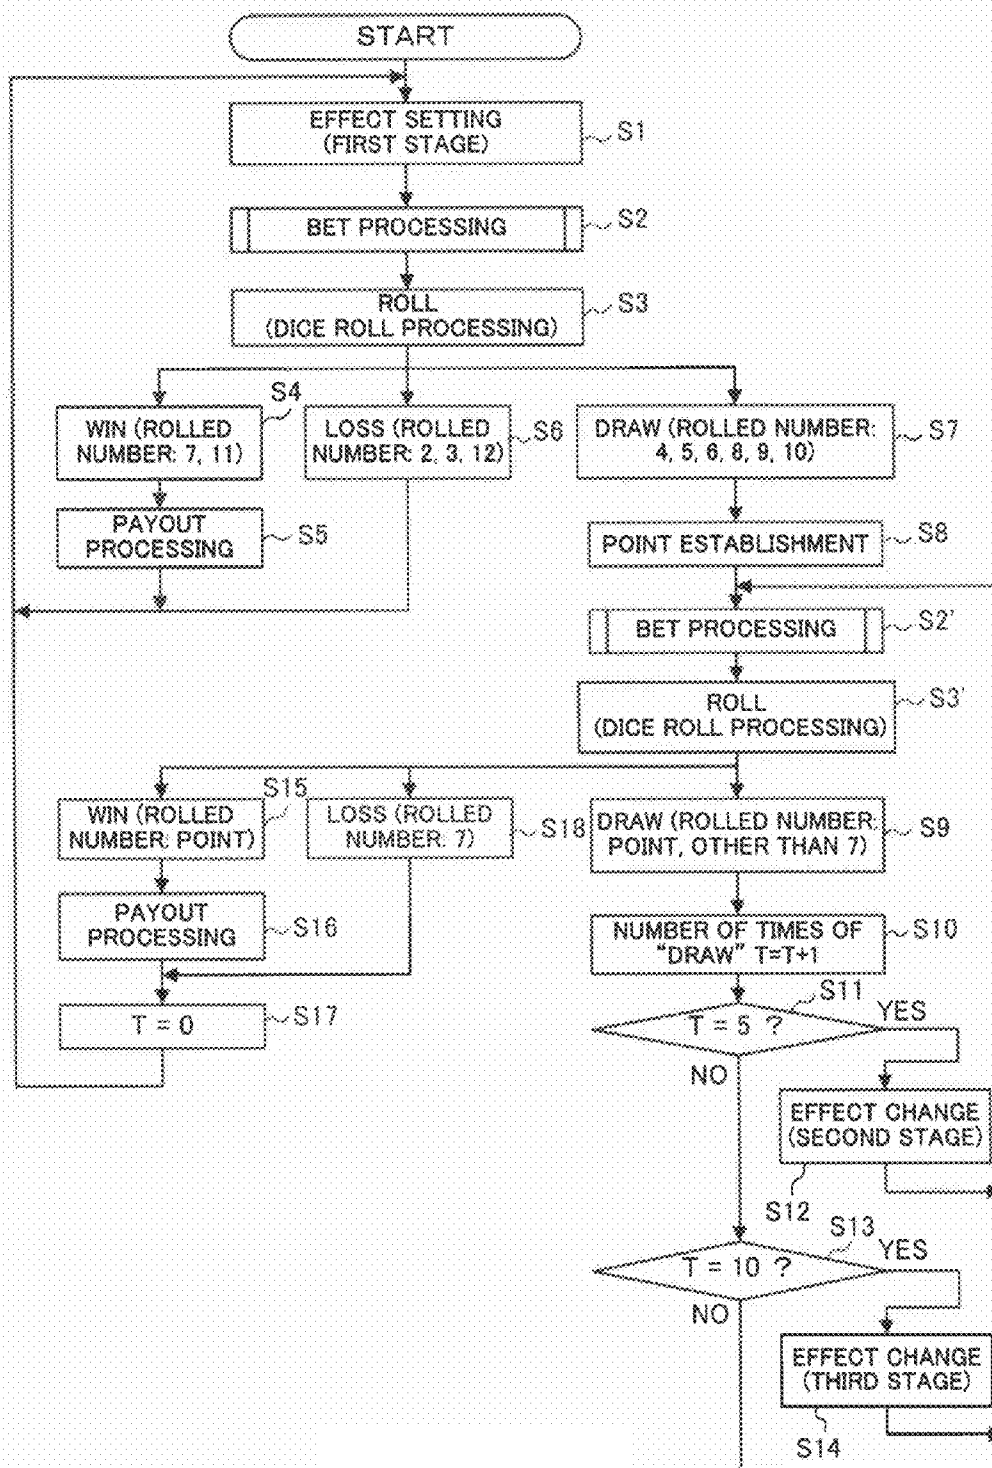 START
EFFECT SETTING
(FIRST STAGE)
S1
BET PROCESSING
S2
ROLL
(DICE ROLL PROCESSING)
S3
WIN (ROLLED
NUMBER: 7, 11)
S4
LOSS (ROLLED
NUMBER: 2, 3, 12)
S6
DRAW (ROLLED NUMBER:
4, 5, 6, 8, 9, 10)
S7
PAYOUT
PROCESSING
S5
POINT ESTABLISHMENT
S8
BET PROCESSING
S2'
ROLL
(DICE ROLL PROCESSING)
S3'
WIN (ROLLED
NUMBER: POINT)
S15
LOSS (ROLLED
NUMBER: 7)
S18
DRAW (ROLLED NUMBER:
POINT, OTHER THAN 7)
S9
PAYOUT
PROCESSING
S16
NUMBER OF TIMES OF
“DRAW” T=T+1
S10
T = 0
S17
T = 5 ?
S11
YES
NO
EFFECT CHANGE
(SECOND STAGE)
S12
T = 10 ?
S13
YES
NO
EFFECT CHANGE
(THIRD STAGE)
S14